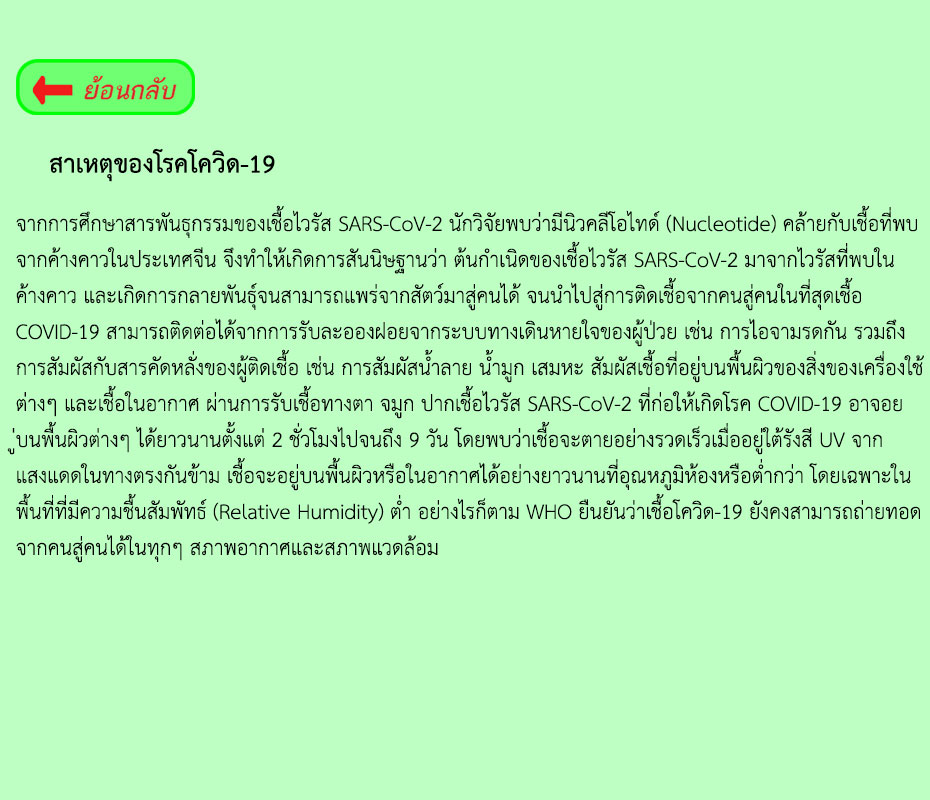 ย้อนกลับ
สาเหตุของโรคโควิด-19
จากการศึกษาสารพันธุกรรมของเชื้อไวรัส SARS-CoV-2 นักวิจัยพบว่ามีนิวคลีโอไทด์ (Nucleotide) คล้ายกับเชื้อที่พบ
จากค้างคาวในประเทศจีน จึงทำให้เกิดการสันนิษฐานว่า ต้นกำเนิดของเชื้อไวรัส SARS-CoV-2 มาจากไวรัสที่พบใน
ค้างคาว และเกิดการกลายพันธุ์จนสามารถแพร่จากสัตว์มาสู่คนได้ จนนำไปสู่การติดเชื้อจากคนสู่คนในที่สุดเชื้อ
COVID-19 สามารถติดต่อได้จากการรับละอองฝอยจากระบบทางเดินหายใจของผู้ป่วย เช่น การไอจามรดกัน รวมถึง
การสัมผัสกับสารคัดหลั่งของผู้ติดเชื้อ เช่น การสัมผัสน้ำลาย น้ำมูก เสมหะ สัมผัสเชื้อที่อยู่บนพื้นผิวของสิ่งของเครื่องใช้
ต่างๆ และเชื้อในอากาศ ผ่านการรับเชื้อทางตา จมูก ปากเชื้อไวรัส SARS-CoV-2 ที่ก่อให้เกิดโรค COVID-19 อาจอย
ู่บนพื้นผิวต่างๆ ได้ยาวนานตั้งแต่ 2 ชั่วโมงไปจนถึง 9 วัน โดยพบว่าเชื้อจะตายอย่างรวดเร็วเมื่ออยู่ใต้รังสี UV จาก
แสงแดดในทางตรงกันข้าม เชื้อจะอยู่บนพื้นผิวหรือในอากาศได้อย่างยาวนานที่อุณหภูมิห้องหรือต่ำกว่า โดยเฉพาะใน
พื้นที่ที่มีความชื้นสัมพัทธ์ (Relative Humidity) ต่ำ อย่างไรก็ตาม WHO ยืนยันว่าเชื้อโควิด-19 ยังคงสามารถถ่ายทอด
จากคนสู่คนได้ในทุกๆ สภาพอากาศและสภาพแวดล้อม